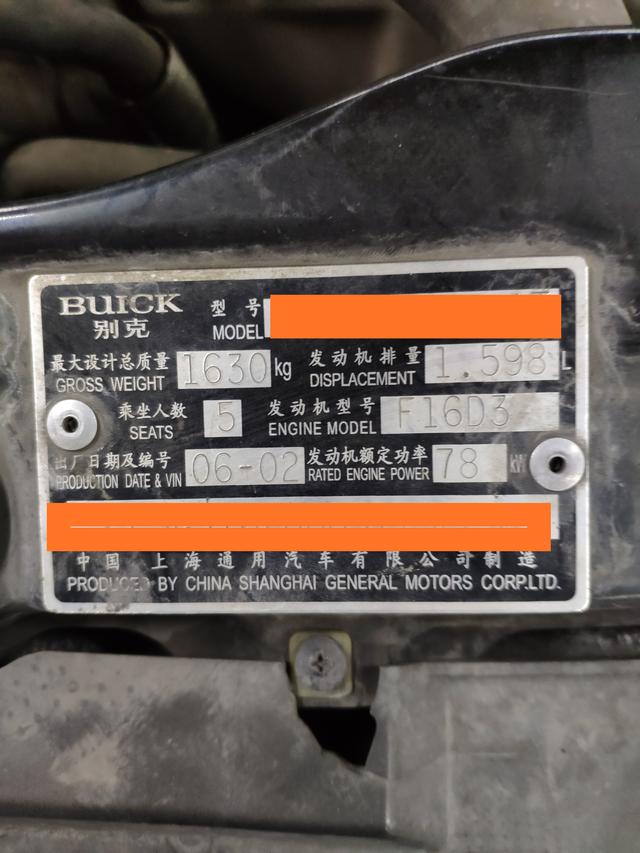 BUICK 型号
别克 MODEL
最大设计总质量 1630 kg 发动机排量 1.598 L
GROSS WEIGHT DISPLACEMENT
乘坐人数 5 发动机型号 F16D3
SEATS ENGINE MODEL
出厂日期及编号 06-02 发动机额定功率 78 kW
PRODUCTION DATE & VIN RATED ENGINE POWER
中国 上海通用汽车有限公司制造
PRODUCED BY CHINA SHANGHAI GENERAL MOTORS CORP.LTD.